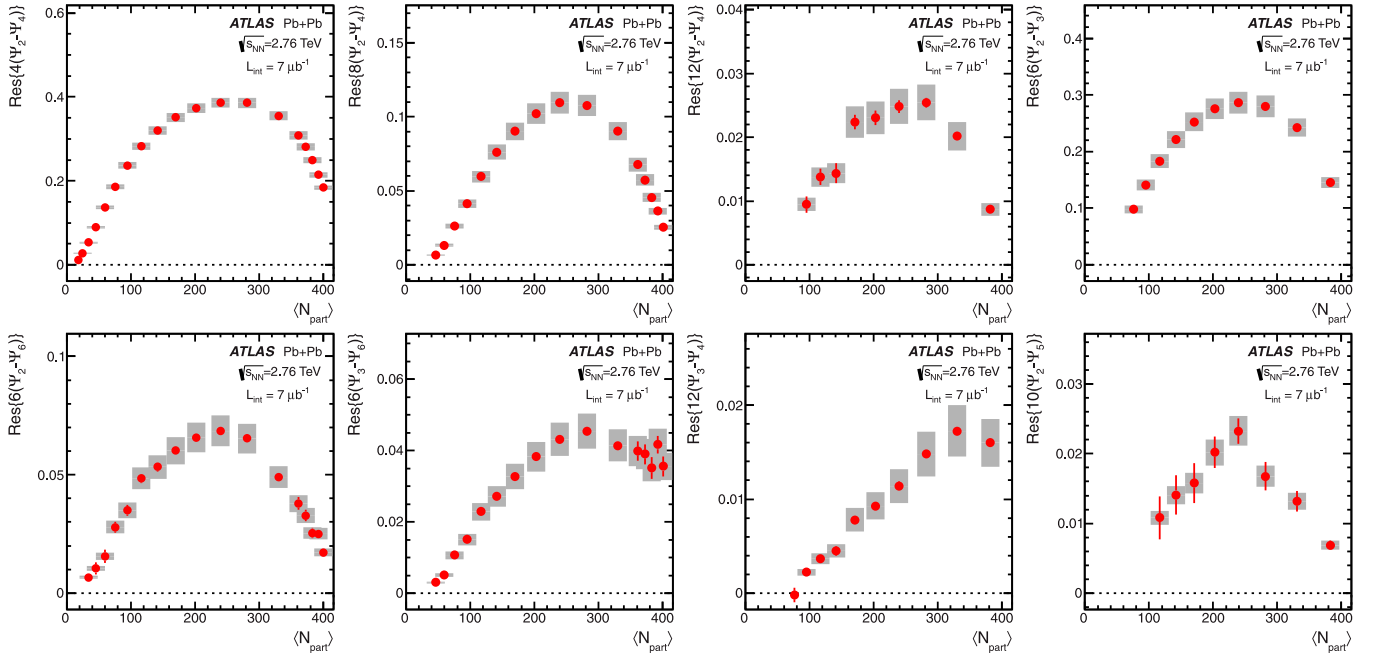 Res{4(Ψ2-Ψ4)}
0.6
0.4
0.2
0
ATLAS Pb+Pb
√sNN=2.76 TeV
Lint = 7 μb-1
0 100 200 300 400
⟨Npart⟩
Res{8(Ψ2-Ψ4)}
0.15
0.1
0.05
0
ATLAS Pb+Pb
√sNN=2.76 TeV
Lint = 7 μb-1
0 100 200 300 400
⟨Npart⟩
Res{12(Ψ2-Ψ4)}
0.04
0.03
0.02
0.01
0
ATLAS Pb+Pb
√sNN=2.76 TeV
Lint = 7 μb-1
0 100 200 300 400
⟨Npart⟩
Res{6(Ψ2-Ψ3)}
0.4
0.3
0.2
0.1
0
ATLAS Pb+Pb
√sNN=2.76 TeV
Lint = 7 μb-1
0 100 200 300 400
⟨Npart⟩
Res{6(Ψ2-Ψ6)}
0.1
0.05
0
ATLAS Pb+Pb
√sNN=2.76 TeV
Lint = 7 μb-1
0 100 200 300 400
⟨Npart⟩
Res{6(Ψ3-Ψ6)}
0.06
0.04
0.02
0
ATLAS Pb+Pb
√sNN=2.76 TeV
Lint = 7 μb-1
0 100 200 300 400
⟨Npart⟩
Res{12(Ψ3-Ψ4)}
0.02
0.01
0
ATLAS Pb+Pb
√sNN=2.76 TeV
Lint = 7 μb-1
0 100 200 300 400
⟨Npart⟩
Res{10(Ψ2-Ψ5)}
0.03
0.02
0.01
0
ATLAS Pb+Pb
√sNN=2.76 TeV
Lint = 7 μb-1
0 100 200 300 400
⟨Npart⟩